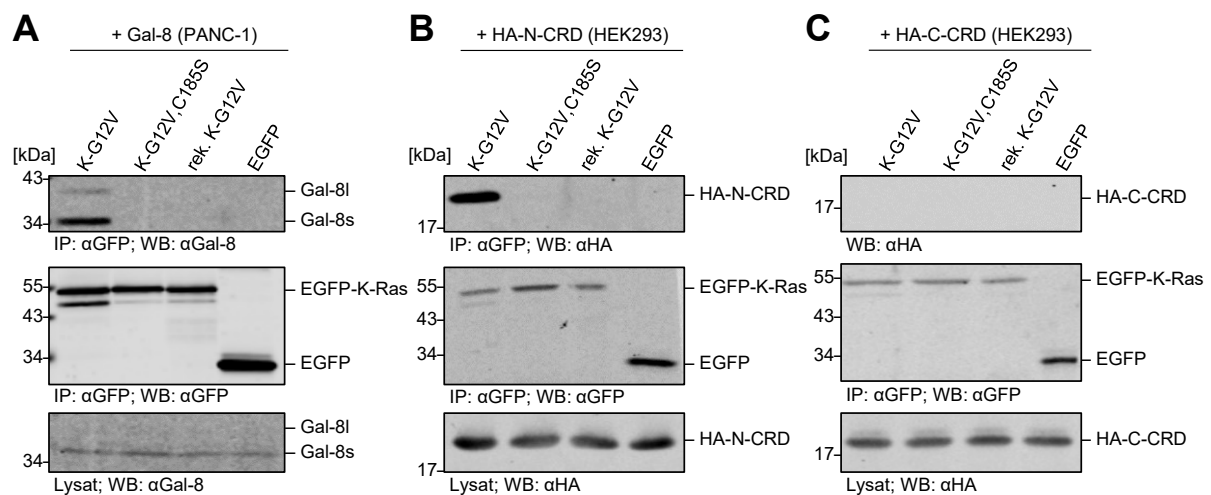 A
+ Gal-8 (PANC-1)
K-G12V
K-G12V, C185S
rek. K-G12V
EGFP
[kDa]
43
34
Gal-8l
Gal-8s
IP: αGFP; WB: αGal-8
55
43
34
EGFP-K-Ras
EGFP
IP: αGFP; WB: αGFP
34
Gal-8l
Gal-8s
Lysat; WB: αGal-8
B
+ HA-N-CRD (HEK293)
K-G12V
K-G12V, C185S
rek. K-G12V
EGFP
[kDa]
17
HA-N-CRD
IP: αGFP; WB: αHA
55
43
34
EGFP-K-Ras
EGFP
IP: αGFP; WB: αGFP
17
HA-N-CRD
Lysat; WB: αHA
C
+ HA-C-CRD (HEK293)
K-G12V
K-G12V, C185S
rek. K-G12V
EGFP
[kDa]
17
HA-C-CRD
WB: αHA
55
43
34
EGFP-K-Ras
EGFP
IP: αGFP; WB: αGFP
17
HA-C-CRD
Lysat; WB: αHA